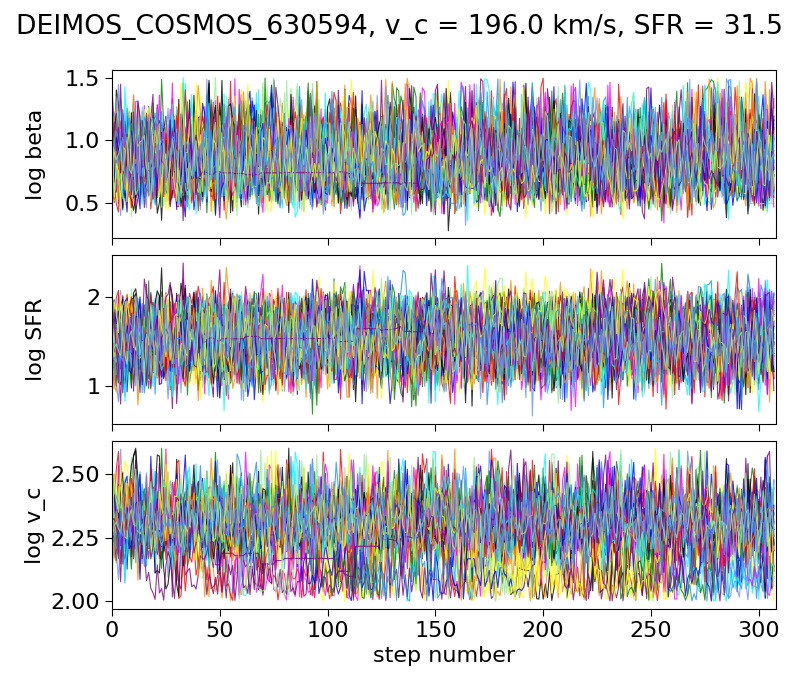 DEIMOS_COSMOS_630594, v_c = 196.0 km/s, SFR = 31.5
1.5
1.0
0.5
log beta
2
1
log SFR
2.50
2.25
2.00
log v_c
0 50 100 150 200 250 300
step number